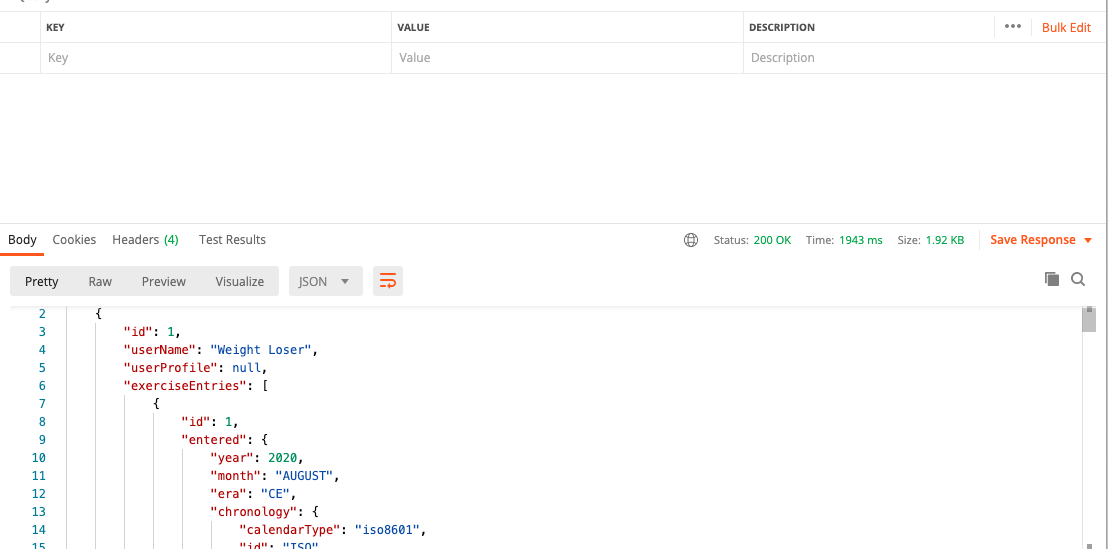 KEY VALUE DESCRIPTION ••• Bulk Edit
Key Value Description
Body Cookies Headers (4) Test Results Status: 200 OK Time: 1943 ms Size: 1.92 KB Save Response
Pretty Raw Preview Visualize JSON
2 {
3 "id": 1,
4 "userName": "Weight Loser",
5 "userProfile": null,
6 "exerciseEntries": [
7 {
8 "id": 1,
9 "entered": {
10 "year": 2020,
11 "month": "AUGUST",
12 "era": "CE",
13 "chronology": {
14 "calendarType": "iso8601",
15 "id": "ISO"